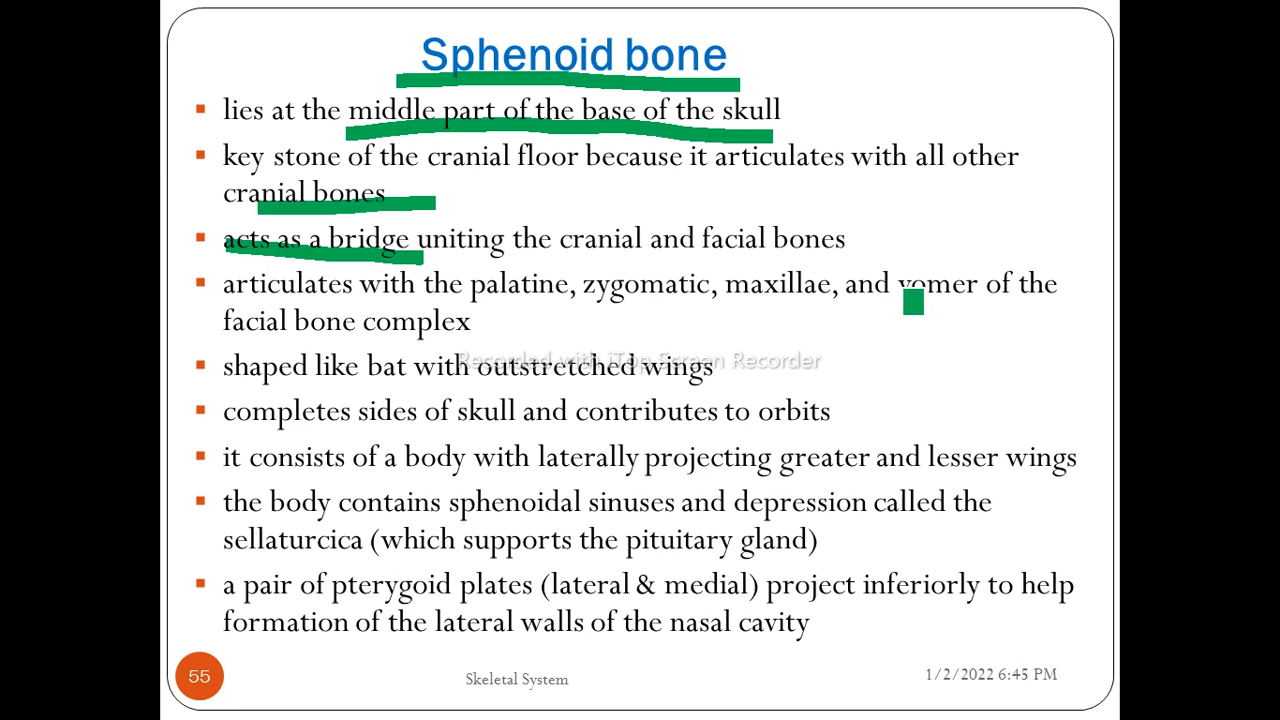 Sphenoid bone
▪ lies at the middle part of the base of the skull
▪ key stone of the cranial floor because it articulates with all other
cranial bones
▪ acts as a bridge uniting the cranial and facial bones
▪ articulates with the palatine, zygomatic, maxillae, and vomer of the
facial bone complex
▪ shaped like bat with outstretched wings
Recorded with iTop Screen Recorder
▪ completes sides of skull and contributes to orbits
▪ it consists of a body with laterally projecting greater and lesser wings
▪ the body contains sphenoidal sinuses and depression called the
sellaturcica (which supports the pituitary gland)
▪ a pair of pterygoid plates (lateral & medial) project inferiorly to help
formation of the lateral walls of the nasal cavity
55
Skeletal System
1/2/2022 6:45 PM